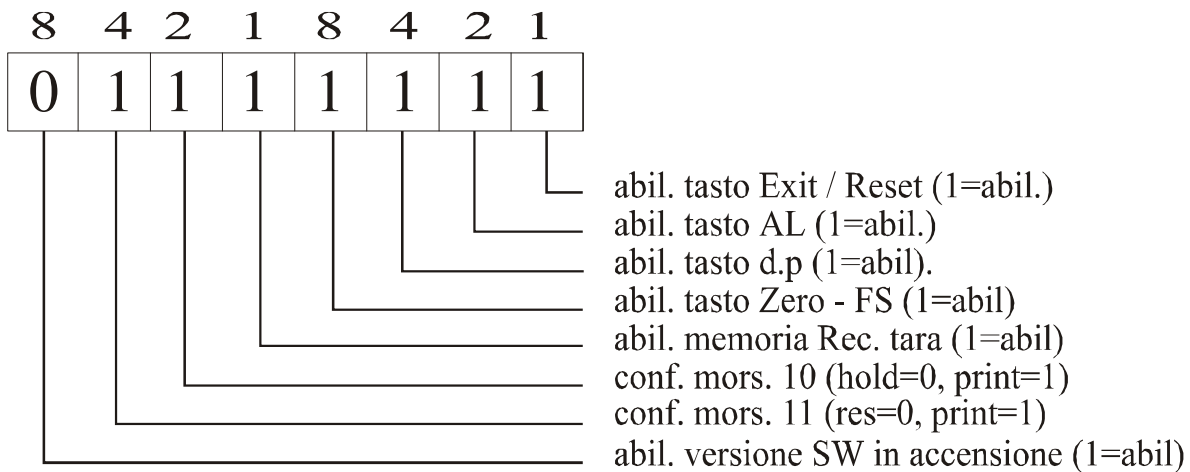 8 4 2 1 8 4 2 1
0 1 1 1 1 1 1 1
abil. tasto Exit / Reset (1=abil.)
abil. tasto AL (1=abil.)
abil. tasto d.p (1=abil).
abil. tasto Zero - FS (1=abil)
abil. memoria Rec. tara (1=abil)
conf. mors. 10 (hold=0, print=1)
conf. mors. 11 (res=0, print=1)
abil. versione SW in accensione (1=abil)